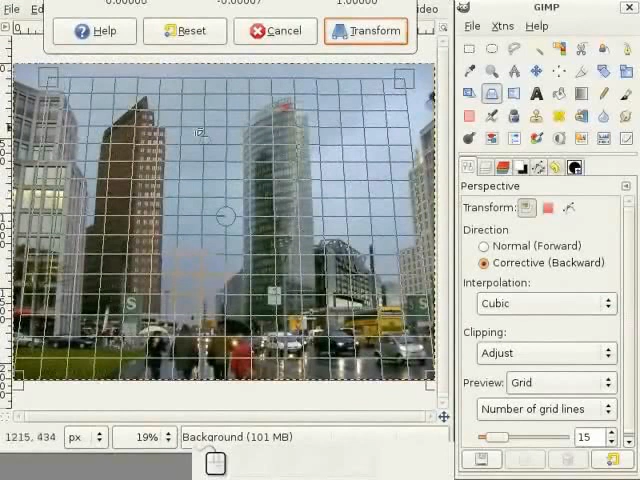 0.00000 -0.00007 1.00000
File
ideo
Help
Reset
Cancel
Transform
GIMP
File Xtns Help
Perspective
Transform:
Direction
Normal (Forward)
Corrective (Backward)
Interpolation:
Cubic
Clipping:
Adjust
Preview: Grid
Number of grid lines
15
S
S
1215, 434 px 19% Background (101 MB)